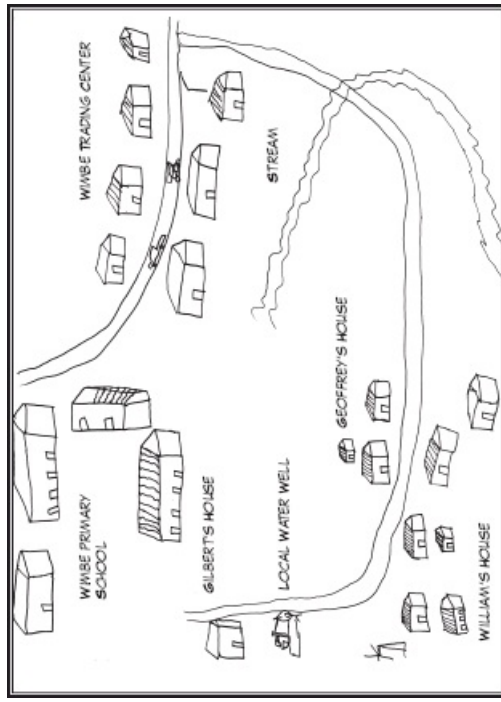 WIMBE TRADING CENTER
STREAM
GEOFFREY'S HOUSE
WIMBE PRIMARY
SCHOOL
GILBERT'S HOUSE
LOCAL WATER WELL
WILLIAM'S HOUSE